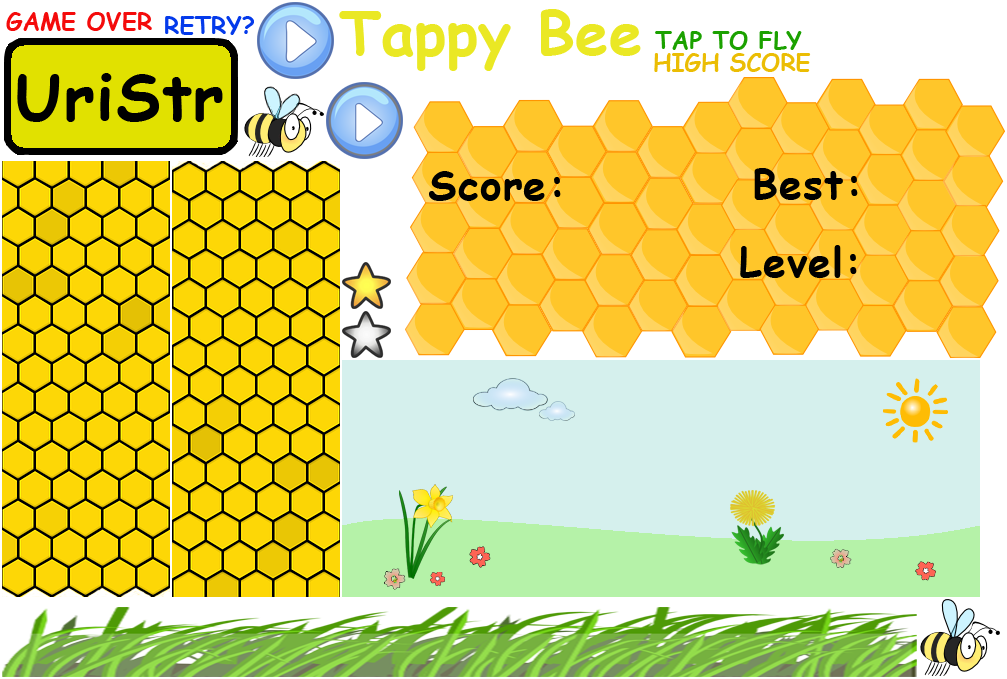 GAME OVER
RETRY?
Tappy Bee
TAP TO FLY
HIGH SCORE
UriStr
Score:
Best:
Level: